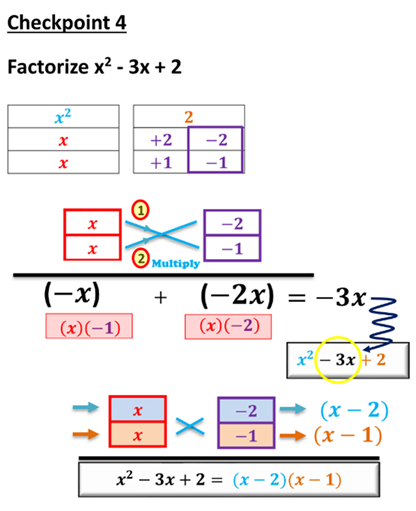 Checkpoint 4
Factorize x² - 3x + 2
x² 2
x +2 −2
x +1 −1
1
x −2
x −1
2 Multiply
(−x) + (−2x) = −3x
(x)(−1) (x)(−2)
x² − 3x + 2
x −2 (x − 2)
x −1 (x − 1)
x² − 3x + 2 = (x − 2)(x − 1)